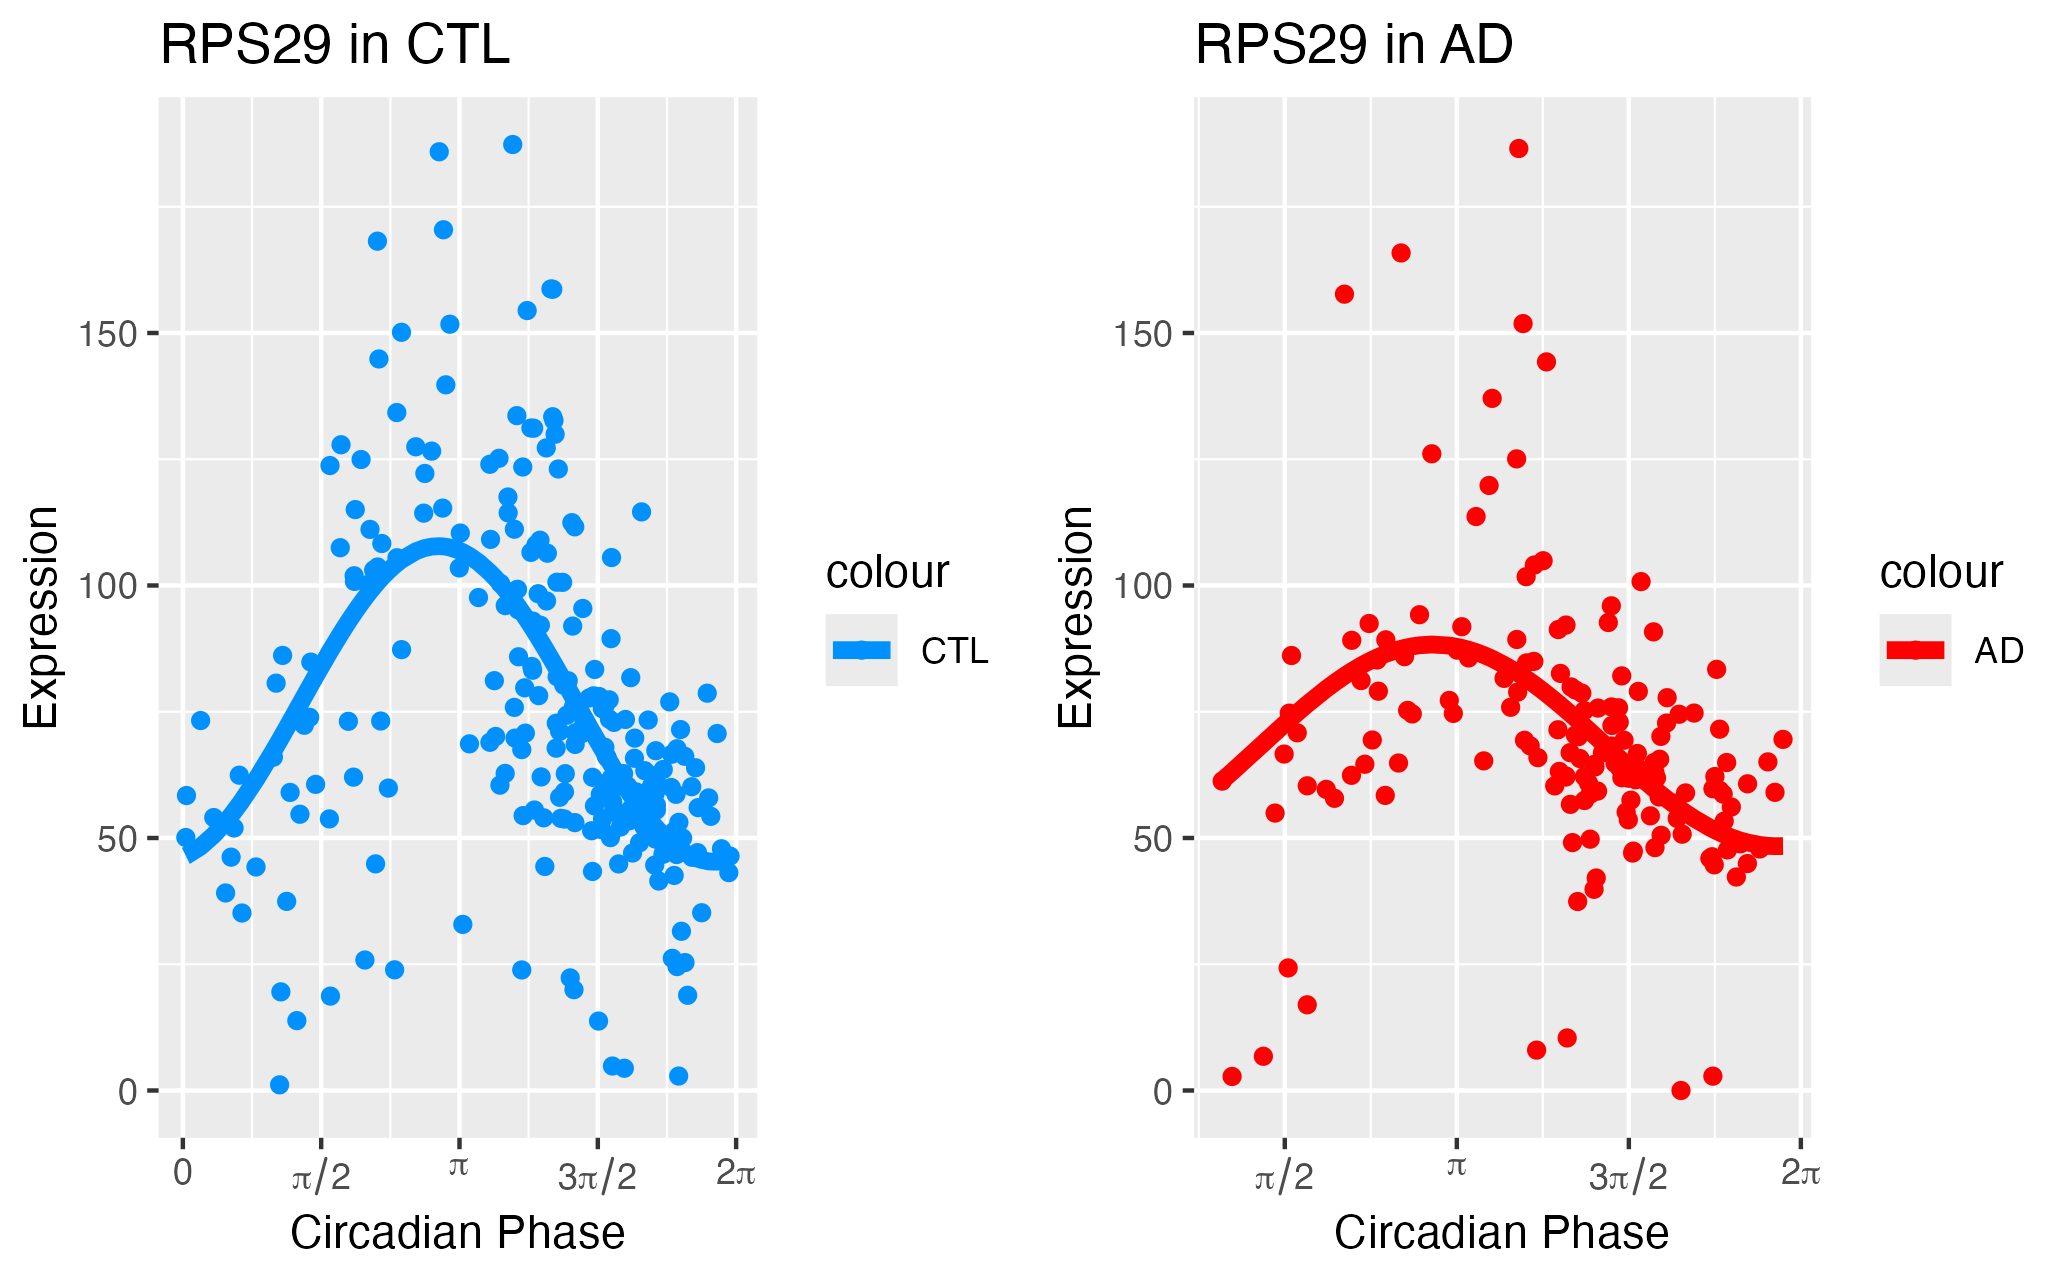 RPS29 in CTL
Expression
150
100
50
0
0 π/2 π 3π/2 2π
Circadian Phase
colour
CTL
RPS29 in AD
Expression
150
100
50
0
π/2 π 3π/2 2π
Circadian Phase
colour
AD